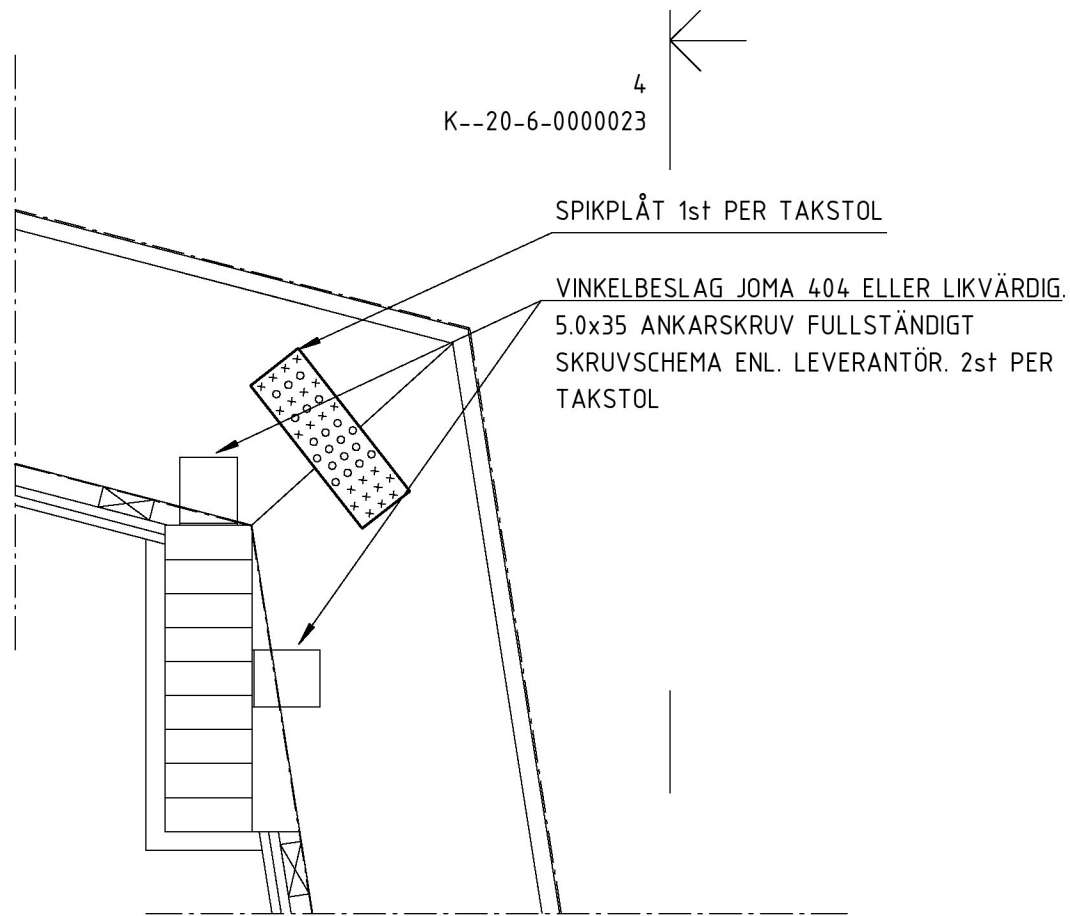 4
K--20-6-0000023
SPIKPLÅT 1st PER TAKSTOL
VINKELBESLAG JOMA 404 ELLER LIKVÄRDIG.
5.0x35 ANKARSKRUV FULLSTÄNDIGT
SKRUVSCHEMA ENL. LEVERANTÖR. 2st PER
TAKSTOL